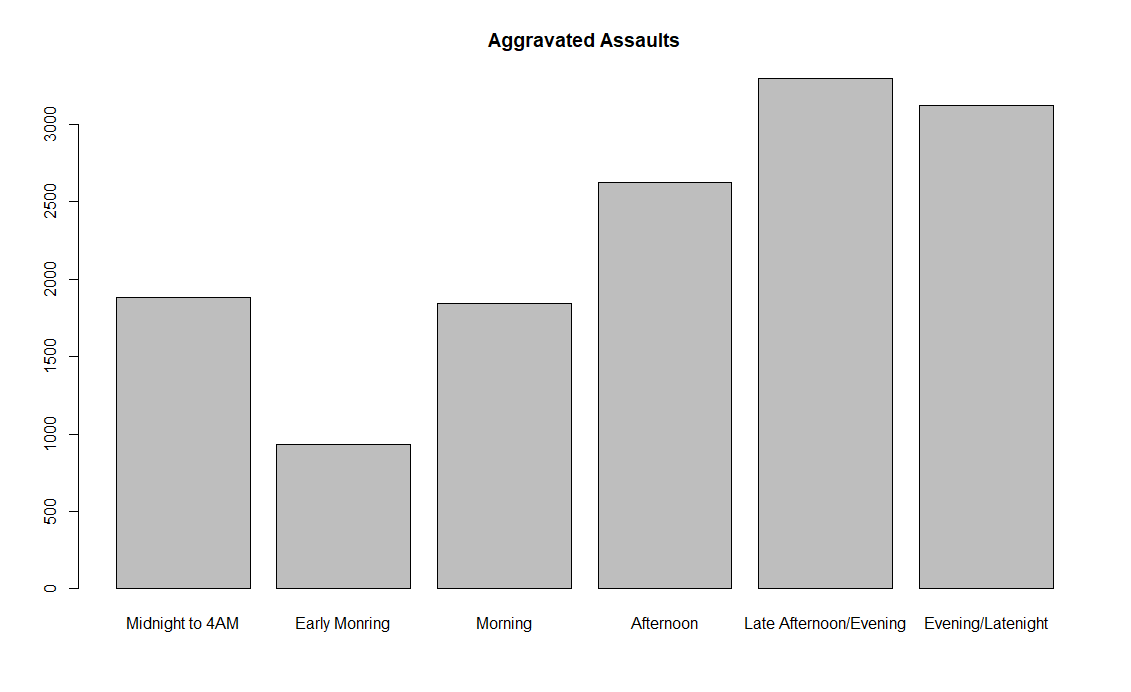 Aggravated Assaults
3000
2500
2000
1500
1000
500
0
Midnight to 4AM
Early Monring
Morning
Afternoon
Late Afternoon/Evening
Evening/Latenight